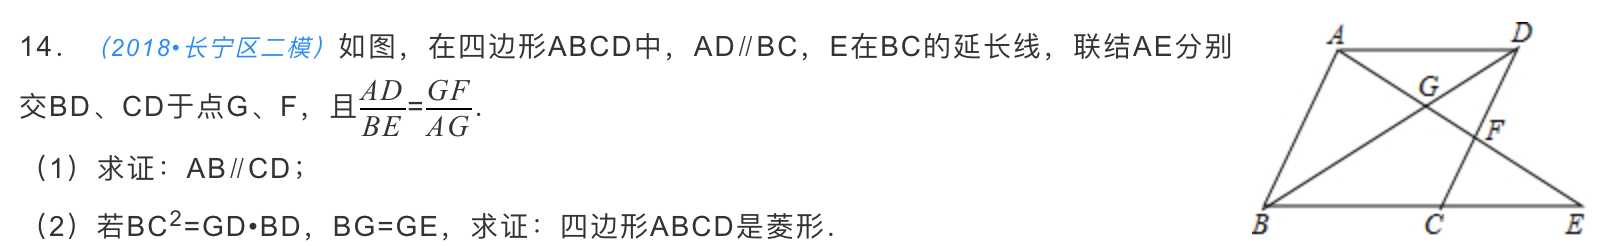 14. (2018•长宁区二模)如图，在四边形ABCD中，AD∥BC，E在BC的延长线，联结AE分别
交BD、CD于点G、F，且AD/BE=GF/AG.
（1）求证：AB∥CD；
（2）若BC²=GD•BD，BG=GE，求证：四边形ABCD是菱形.
A
D
G
F
B
C
E